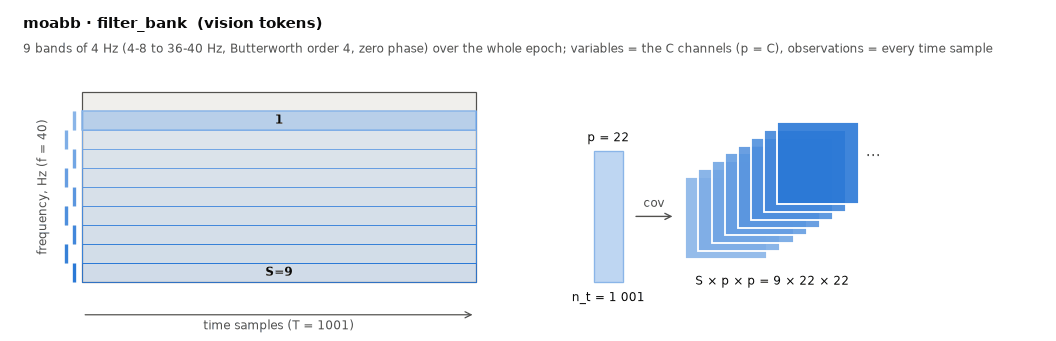 moabb · filter_bank (vision tokens)
9 bands of 4 Hz (4-8 to 36-40 Hz, Butterworth order 4, zero phase) over the whole epoch; variables = the C channels (p = C), observations = every time sample
frequency, Hz (f = 40)
1
S=9
time samples (T = 1001)
p = 22
n_t = 1 001
cov
...
S × p × p = 9 × 22 × 22